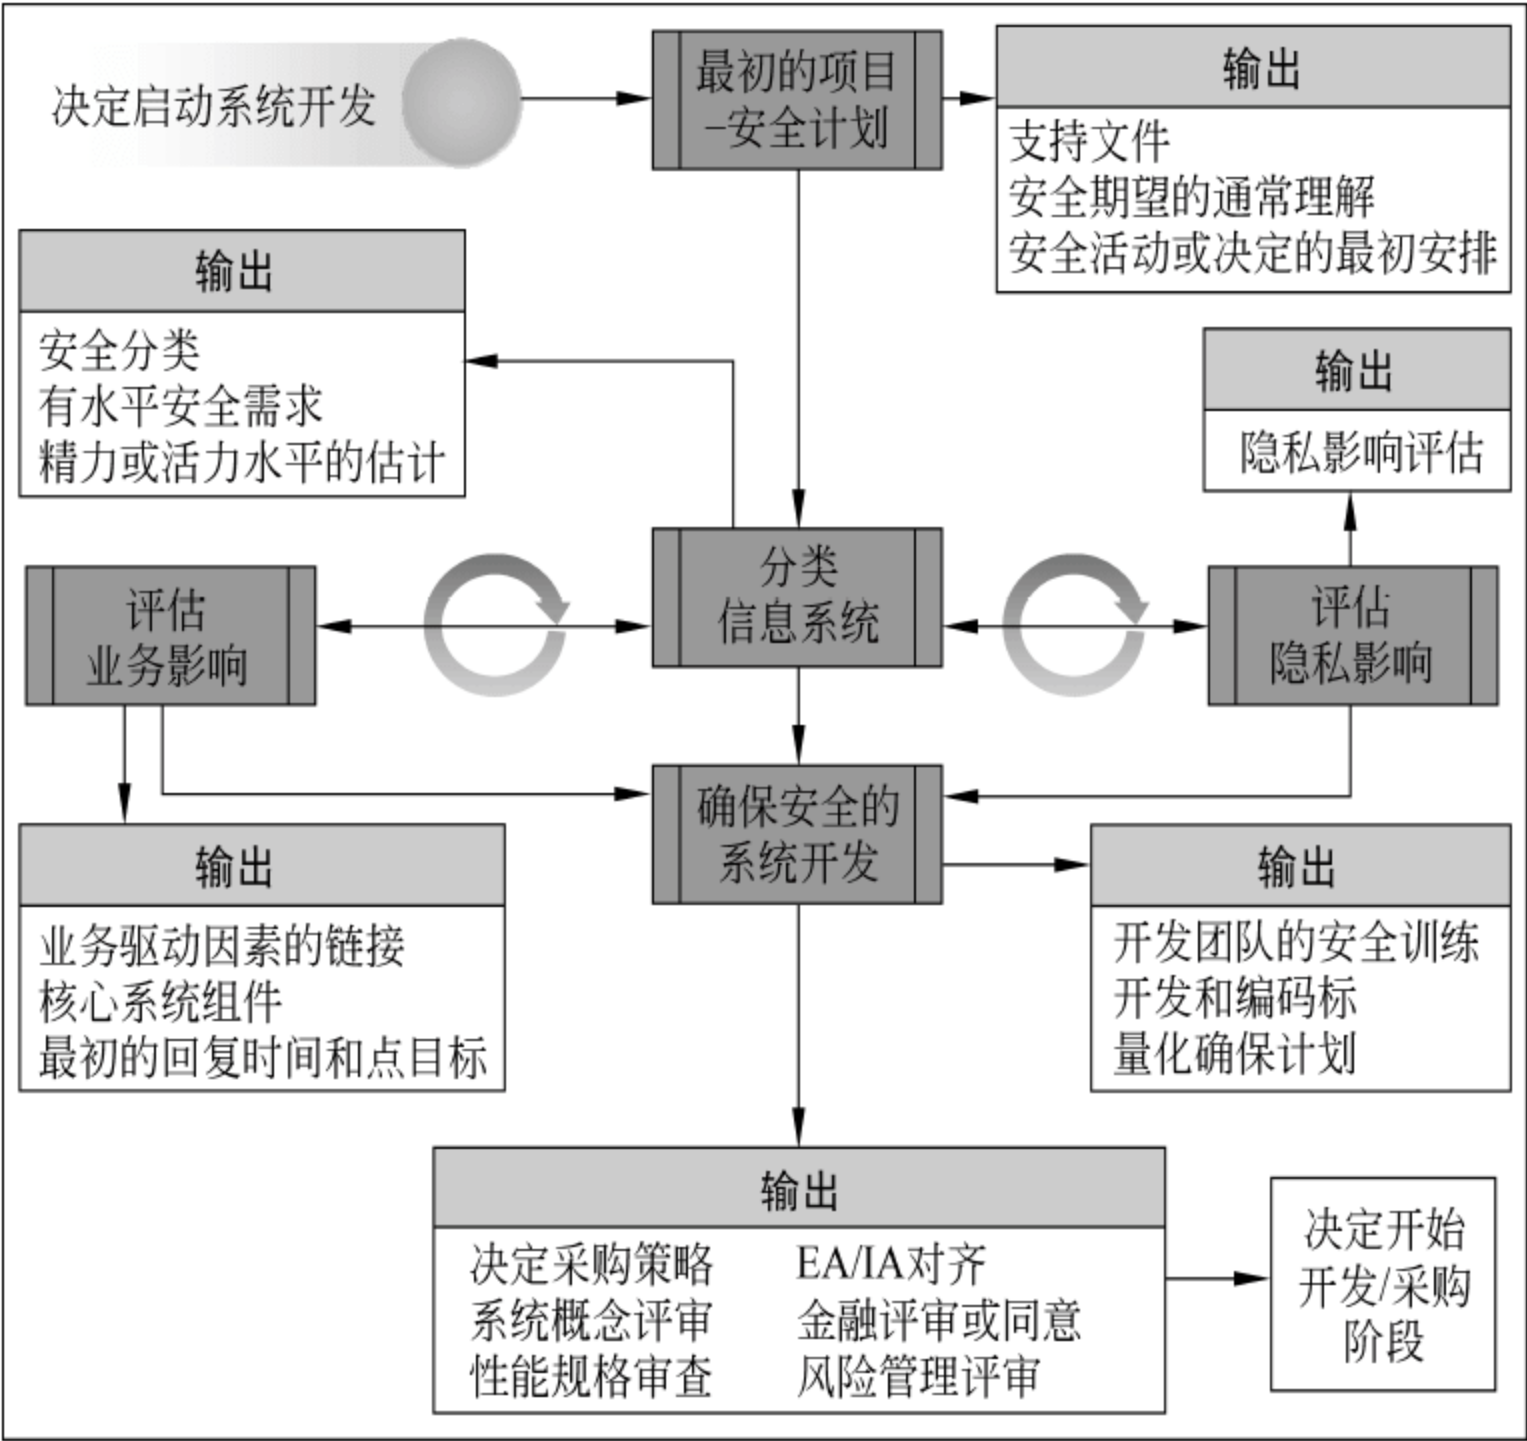 决定启动系统开发
最初的项目
–安全计划
输出
支持文件
安全期望的通常理解
安全活动或决定的最初安排
输出
安全分类
有水平安全需求
精力或活力水平的估计
输出
隐私影响评估
评估
业务影响
分类
信息系统
评估
隐私影响
确保安全的
系统开发
输出
业务驱动因素的链接
核心系统组件
最初的回复时间和点目标
输出
开发团队的安全训练
开发和编码标
量化确保计划
输出
决定采购策略 EA/IA对齐
系统概念评审 金融评审或同意
性能规格审查 风险管理评审
决定开始
开发/采购
阶段